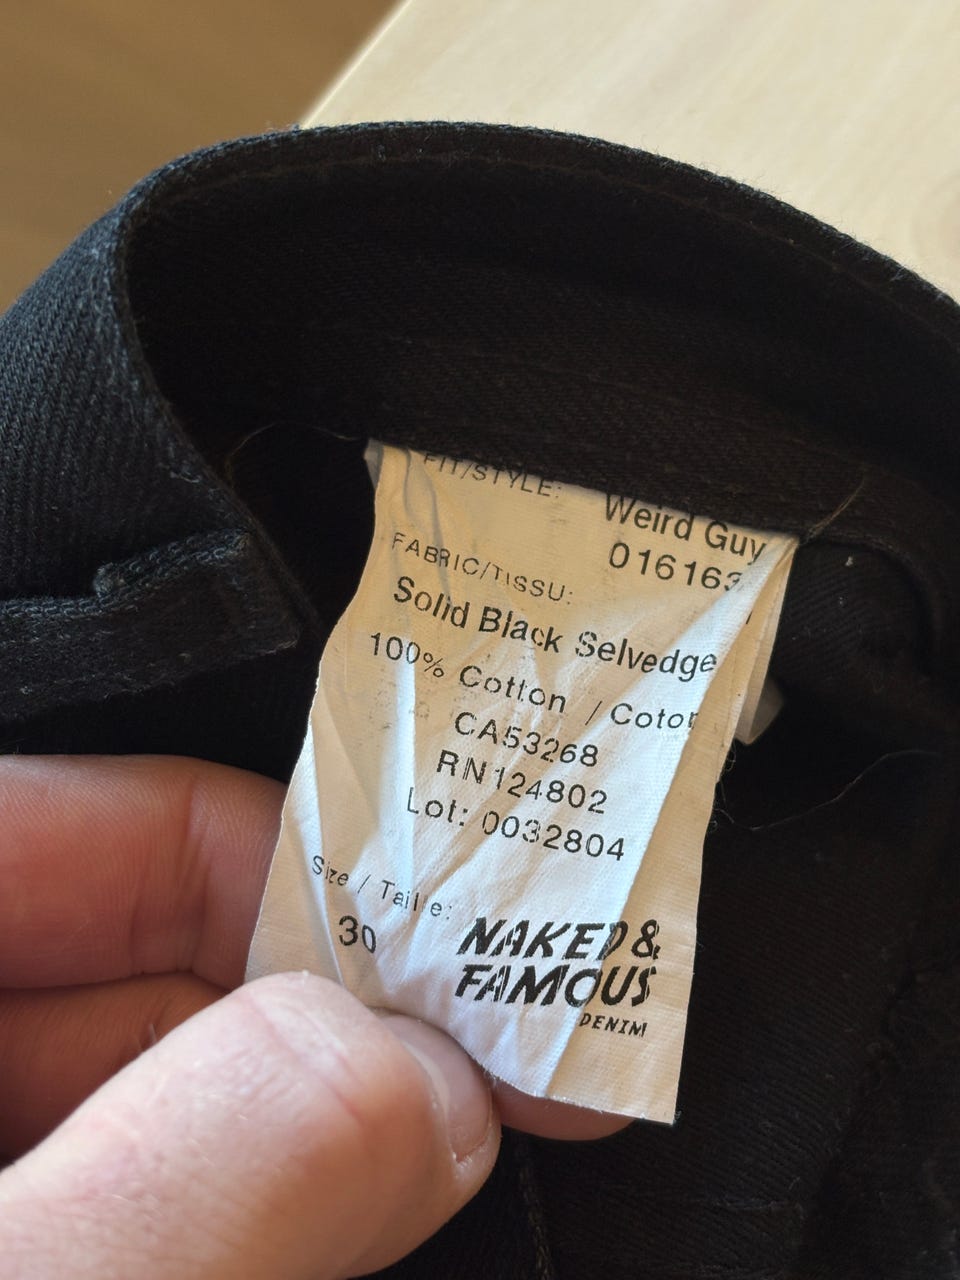 FIT/STYLE:
Weird Guy
016163
FABRIC/TISSU:
Solid Black Selvedge
100% Cotton / Coton
CA53268
RN124802
Lot: 0032804
Size / Taille:
30
NAKED &
FAMOUS
DENIM